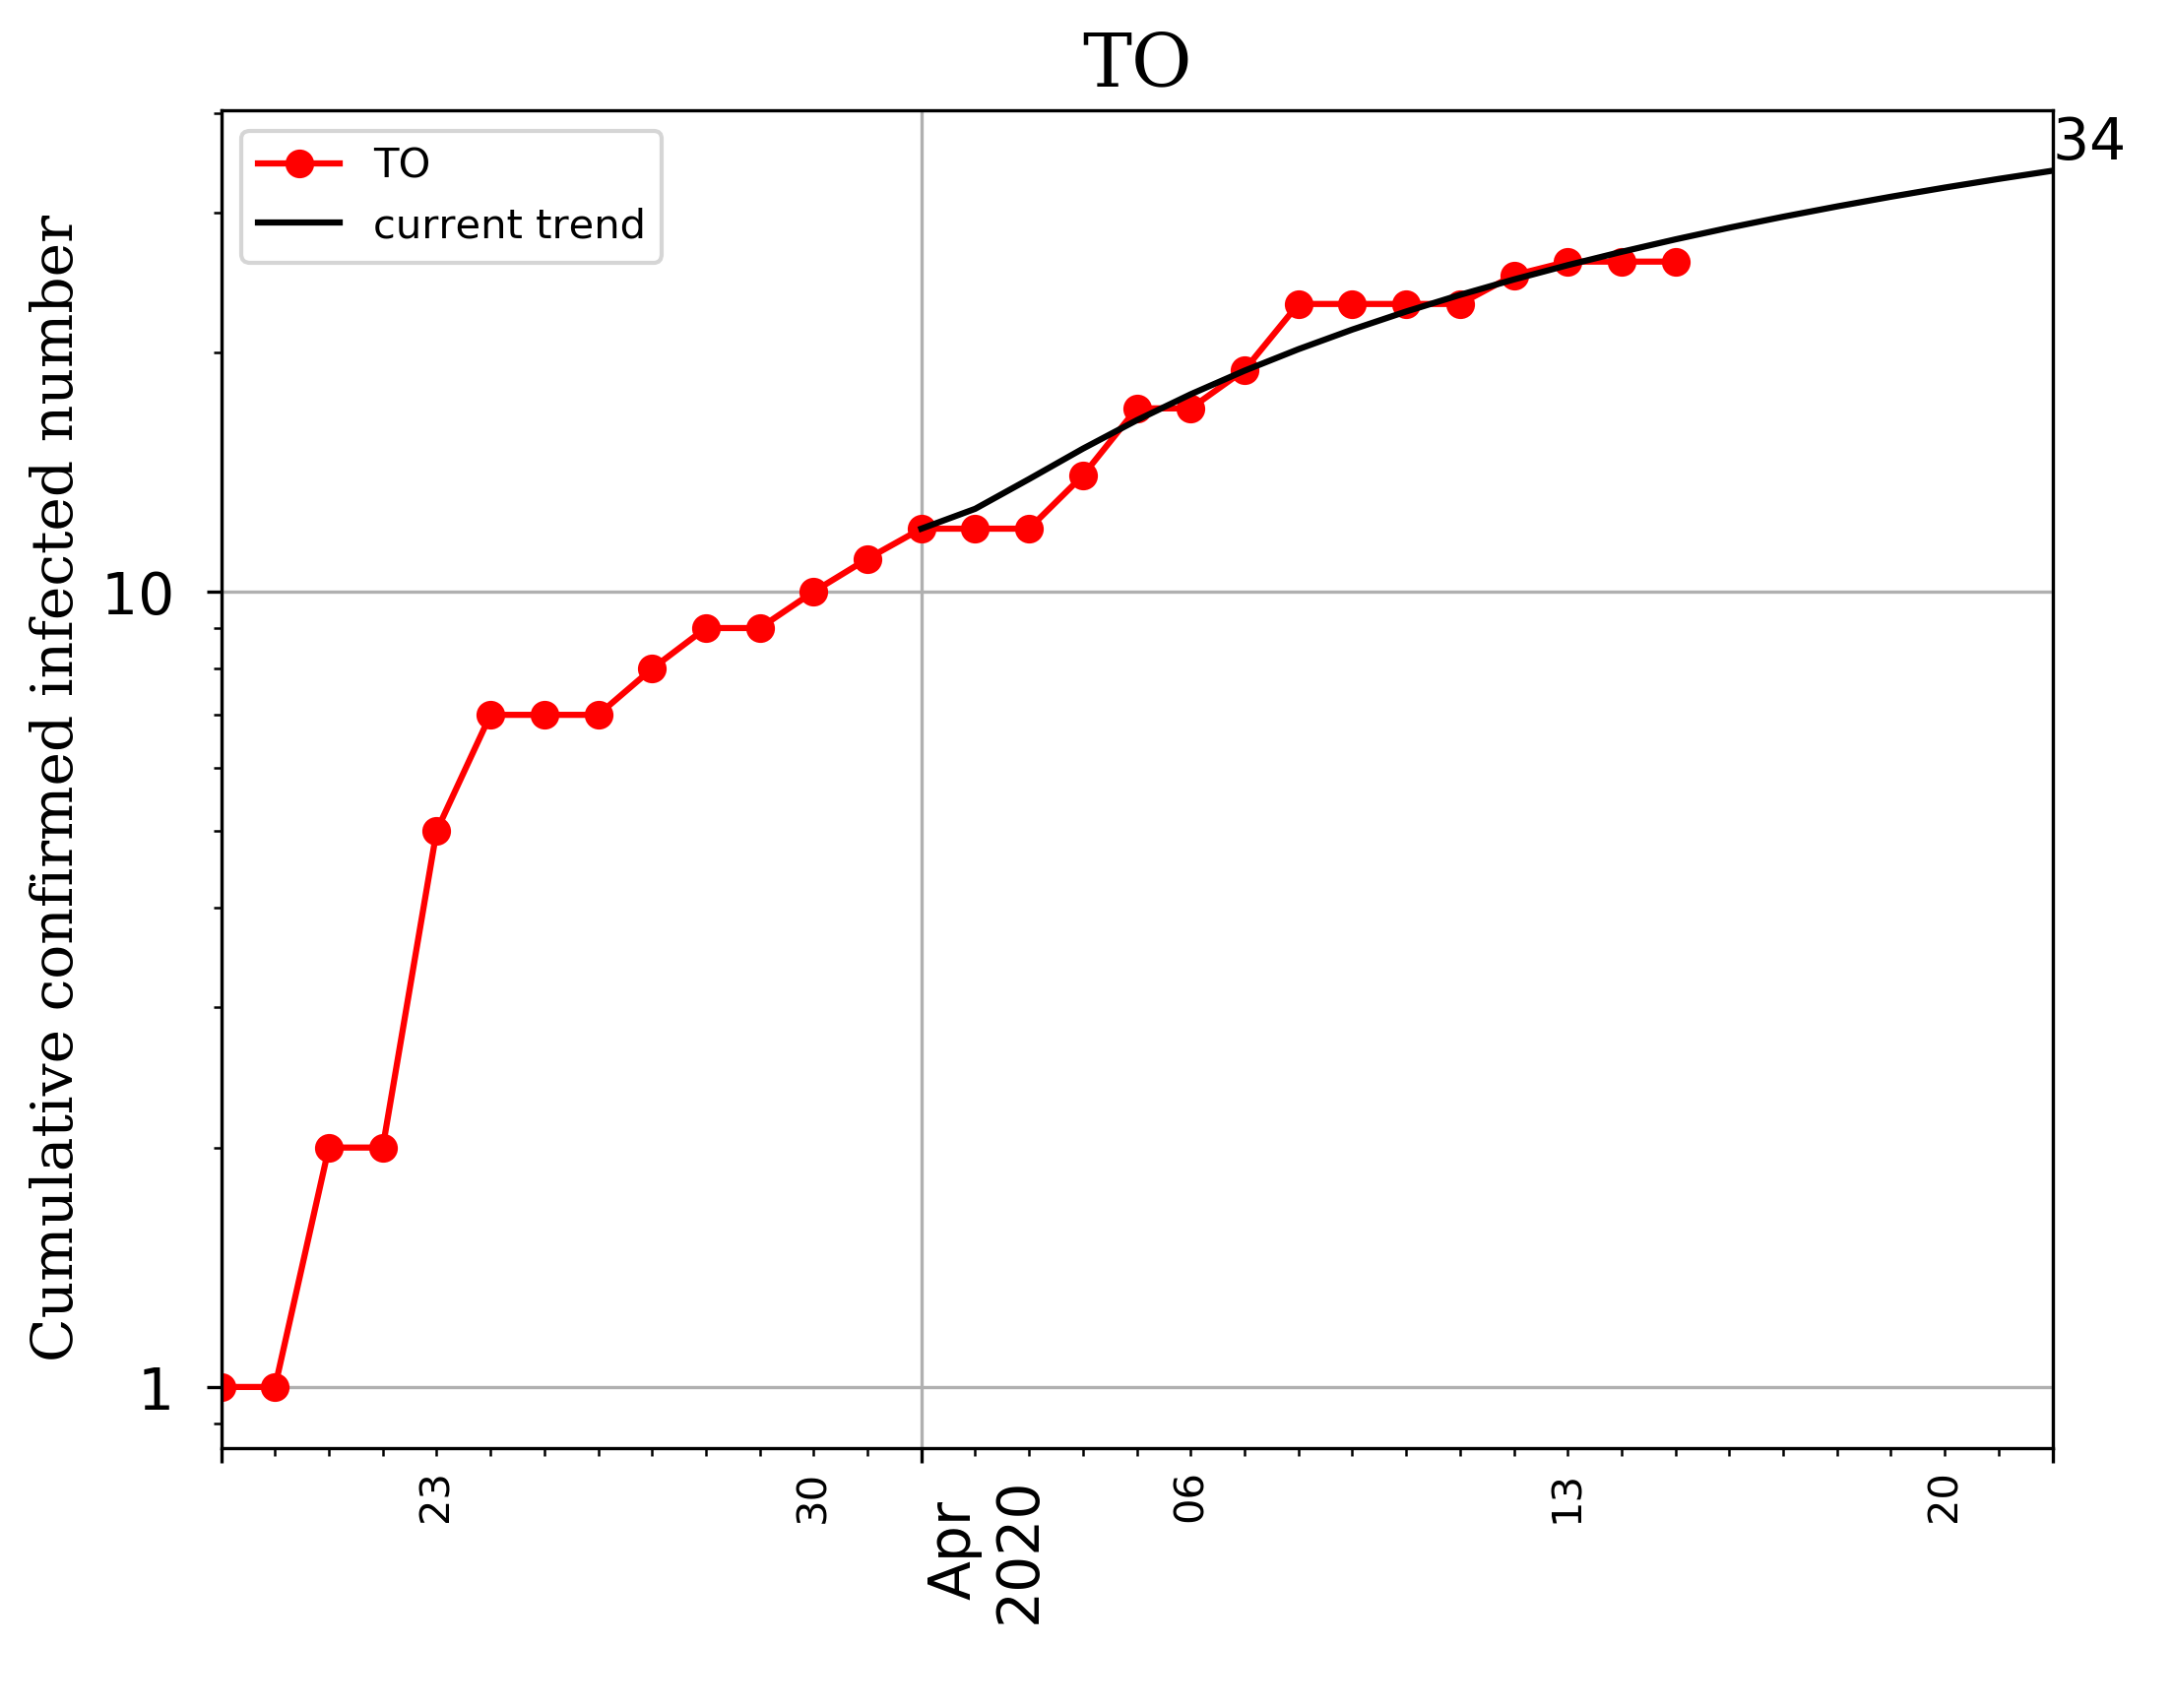 TO
34
TO
current trend
Cumulative confirmed infected number
10
1
23
30
Apr
2020
06
13
20